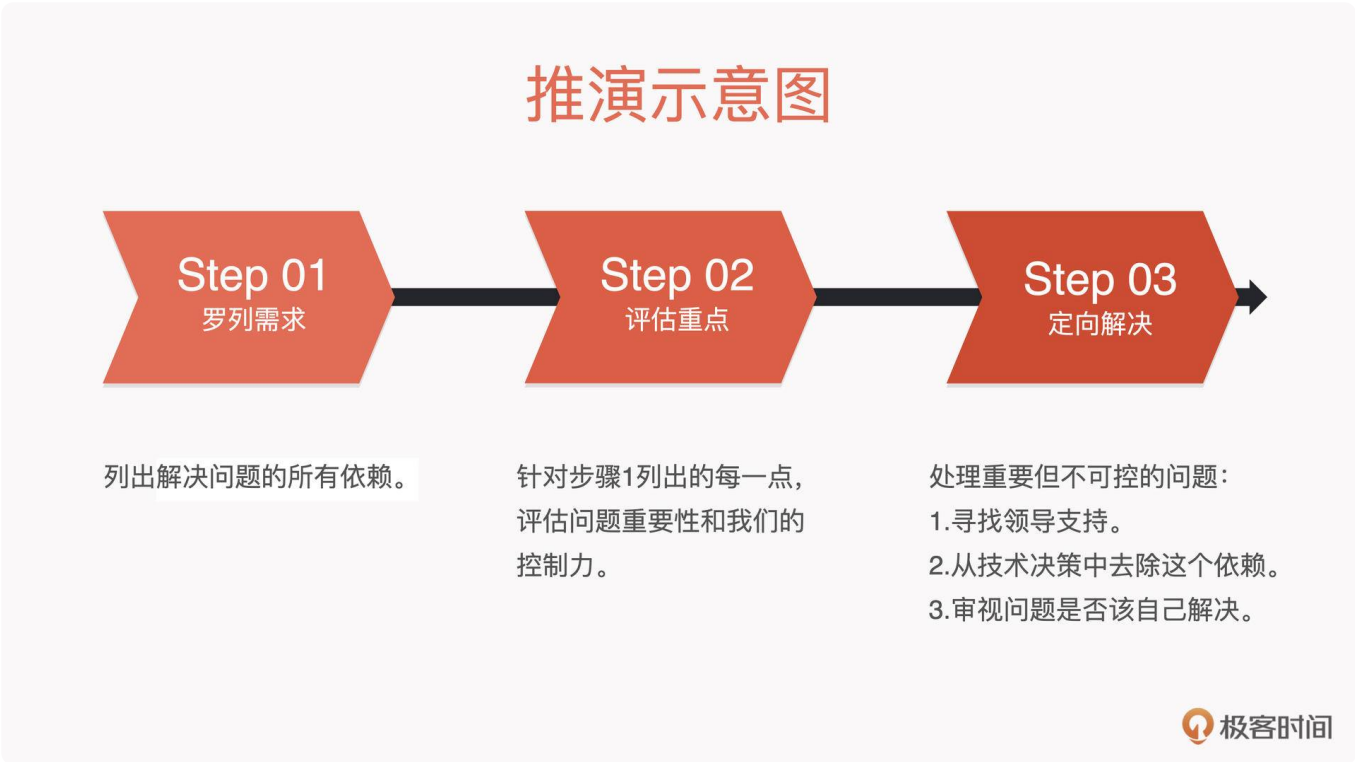 推演示意图
Step 01
罗列需求
Step 02
评估重点
Step 03
定向解决
列出解决问题的所有依赖。
针对步骤1列出的每一点，
评估问题重要性和我们的
控制力。
处理重要但不可控的问题：
1.寻找领导支持。
2.从技术决策中去除这个依赖。
3.审视问题是否该自己解决。
极客时间